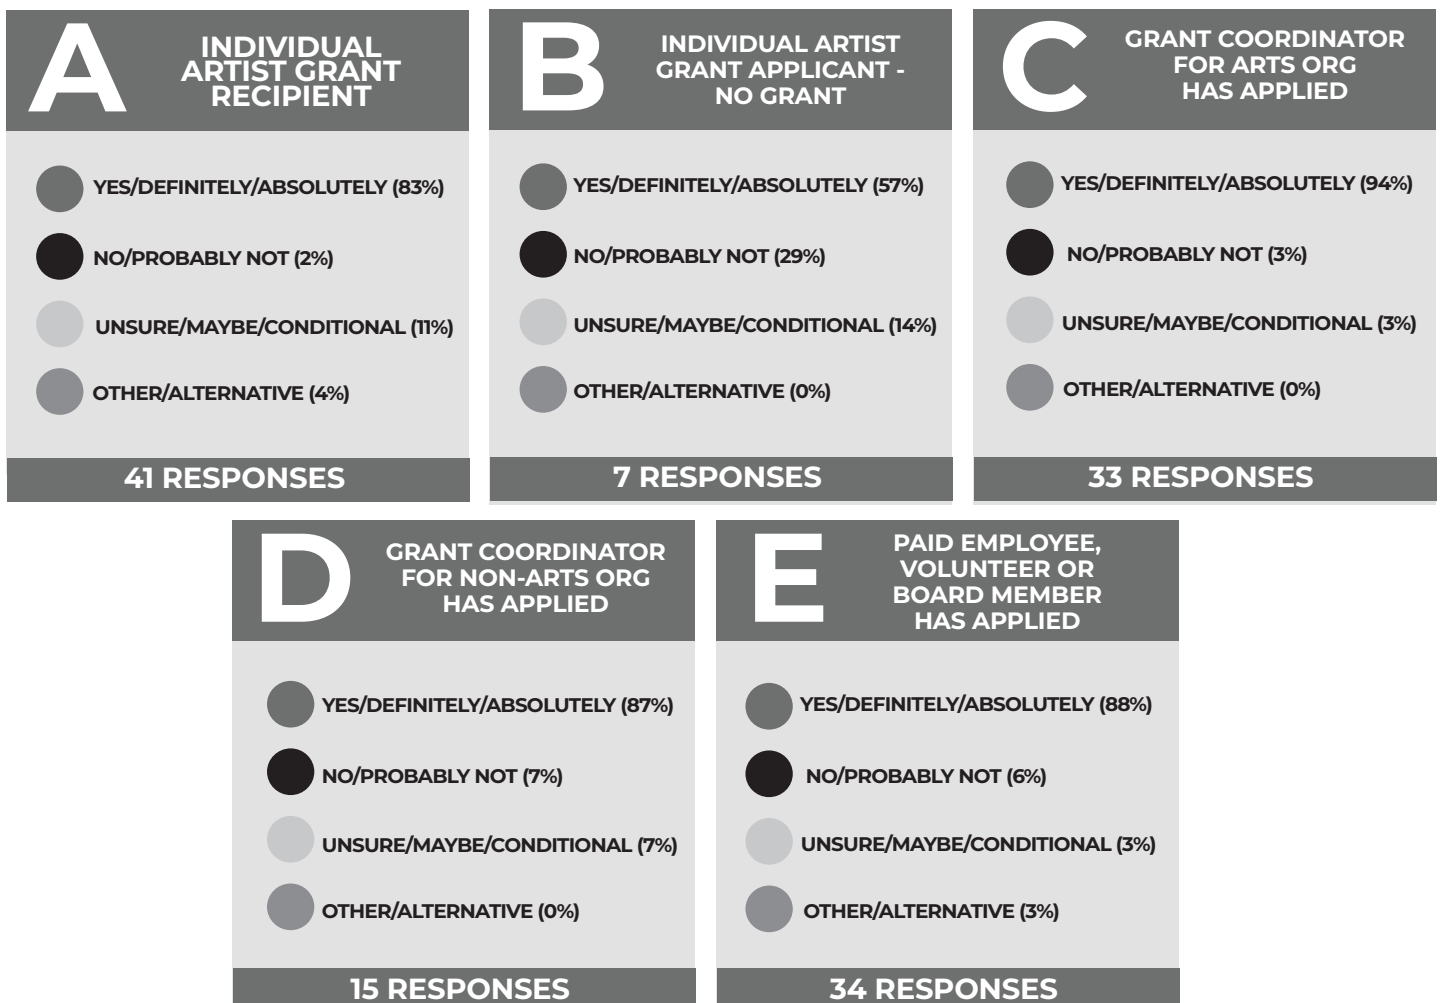 A
INDIVIDUAL
ARTIST GRANT
RECIPIENT
YES/DEFINITELY/ABSOLUTELY (83%)
NO/PROBABLY NOT (2%)
UNSURE/MAYBE/CONDITIONAL (11%)
OTHER/ALTERNATIVE (4%)
41 RESPONSES
B
INDIVIDUAL ARTIST
GRANT APPLICANT -
NO GRANT
YES/DEFINITELY/ABSOLUTELY (57%)
NO/PROBABLY NOT (29%)
UNSURE/MAYBE/CONDITIONAL (14%)
OTHER/ALTERNATIVE (0%)
7 RESPONSES
C
GRANT COORDINATOR
FOR ARTS ORG
HAS APPLIED
YES/DEFINITELY/ABSOLUTELY (94%)
NO/PROBABLY NOT (3%)
UNSURE/MAYBE/CONDITIONAL (3%)
OTHER/ALTERNATIVE (0%)
33 RESPONSES
D
GRANT COORDINATOR
FOR NON-ARTS ORG
HAS APPLIED
YES/DEFINITELY/ABSOLUTELY (87%)
NO/PROBABLY NOT (7%)
UNSURE/MAYBE/CONDITIONAL (7%)
OTHER/ALTERNATIVE (0%)
15 RESPONSES
E
PAID EMPLOYEE,
VOLUNTEER OR
BOARD MEMBER
HAS APPLIED
YES/DEFINITELY/ABSOLUTELY (88%)
NO/PROBABLY NOT (6%)
UNSURE/MAYBE/CONDITIONAL (3%)
OTHER/ALTERNATIVE (3%)
34 RESPONSES